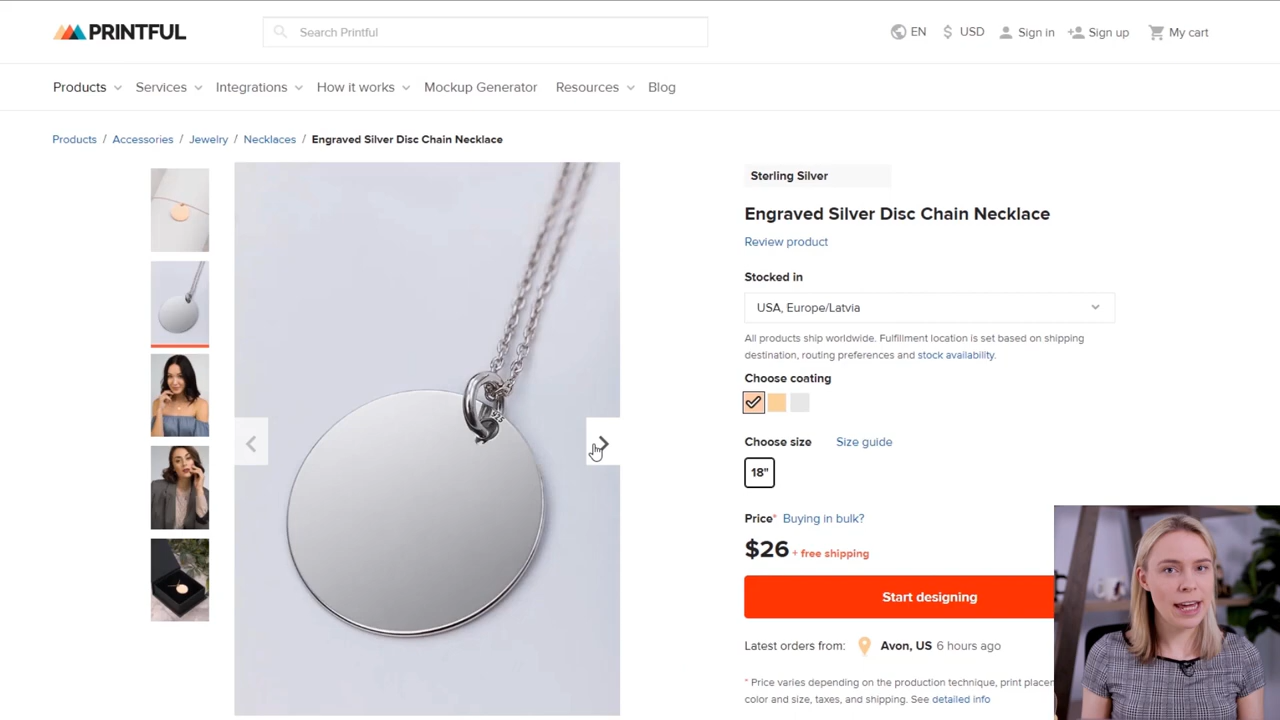 PRINTFUL
Search Printful
EN
USD
Sign in
Sign up
My cart
Products
Services
Integrations
How it works
Mockup Generator
Resources
Blog
Products / Accessories / Jewelry / Necklaces / Engraved Silver Disc Chain Necklace
925
Sterling Silver
Engraved Silver Disc Chain Necklace
Review product
Stocked in
USA, Europe/Latvia
All products ship worldwide. Fulfillment location is set based on shipping
destination, routing preferences and stock availability.
Choose coating
Choose size Size guide
18"
Price* Buying in bulk?
$26 + free shipping
Start designing
Latest orders from: Avon, US 6 hours ago
* Price varies depending on the production technique, print placem
color and size, taxes, and shipping. See detailed info